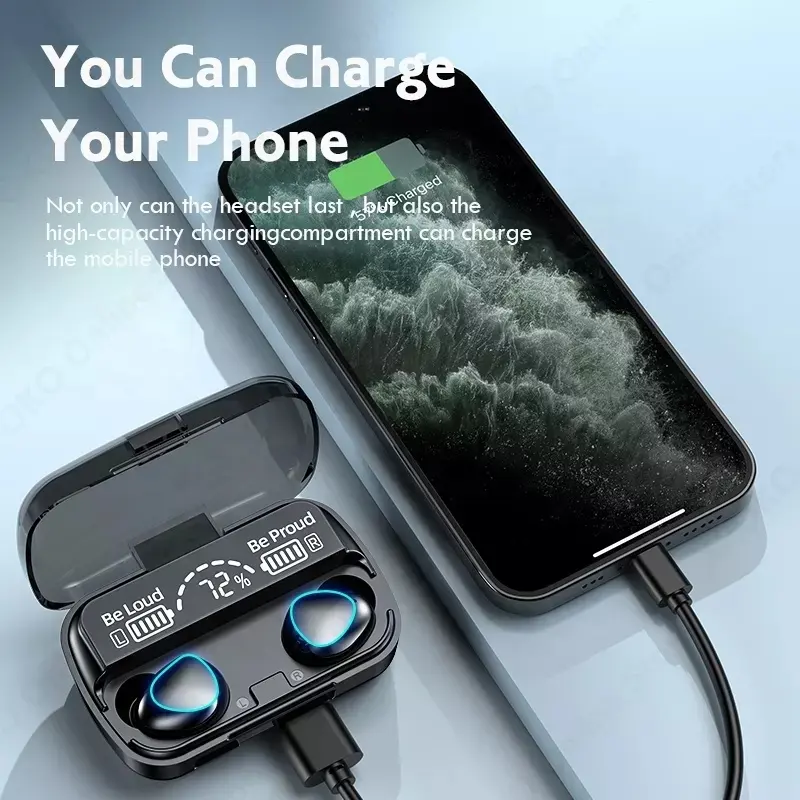 You Can Charge
Your Phone
Not only can the headset last , but also the
high-capacity chargingcompartment can charge
the mobile phone
Charged
Be Loud
Be Proud
L
72%
R
L
R